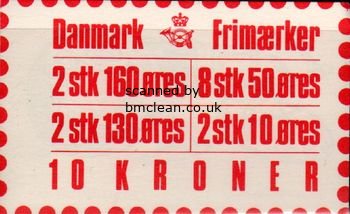 Danmark Frimærker
2 stk 160 øres 8 stk 50 øres
scanned by
bmclean.co.uk
2 stk 130 øres 2 stk 10 øres
10 KRONER